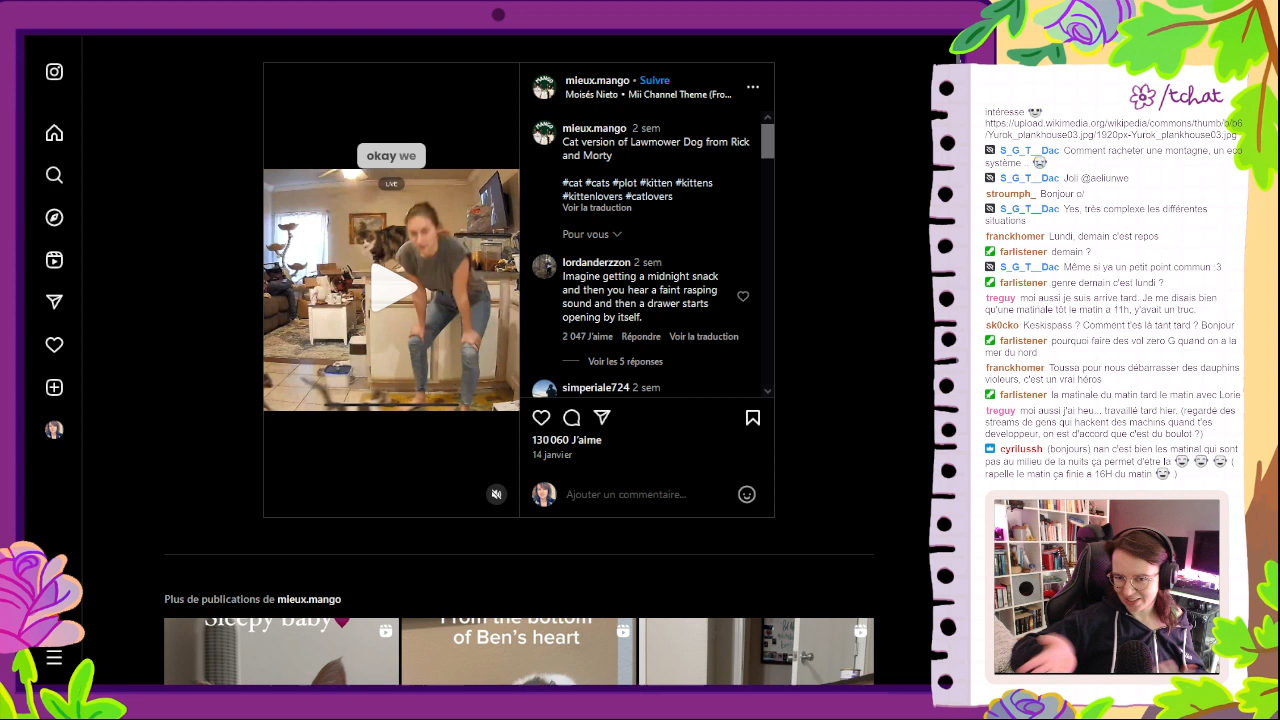 okay we
LIVE
mieux.mango • Suivre
Moisés Nieto • Mii Channel Theme (Fro...
mieux.mango 2 sem
Cat version of Lawmower Dog from Rick
and Morty
#cat #cats #plot #kitten #kittens
#kittenlovers #catlovers
Voir la traduction
Pour vous
lordanderzzon 2 sem
Imagine getting a midnight snack
and then you hear a faint rasping
sound and then a drawer starts
opening by itself.
2 047 J’aime Répondre Voir la traduction
Voir les 5 réponses
simperiale724 2 sem
130 060 J’aime
14 janvier
Ajouter un commentaire...
Plus de publications de mieux.mango
Sleepy baby
From the bottom
of Ben's heart
/tchat
intéresse
https://upload.wikimedia.org/wikipedia/commons/thumb/b/b6
/Yurok_plankhouse03.jpg/1920px-Yurok_plankhouse03.jpg
S_G_T__Dac Comment racheter une montagne, un éco
système ..
S_G_T__Dac Joli @aeliunwe
stroumph_ Bonjour o/
S_G_T__Dac Yes, très complexe les différentes
situations
franckhomer Lundi, demain c'est repos
farlistener demain ?
S_G_T__Dac Même si ya un petit point commun :3
farlistener genre demain c'est lundi ?
treguy moi aussi je suis arrive tard. Je me disais bien
qu'une matinale tôt le matin a 11h, y'avait un truc.
sk0cko Keskispass ? Comment t'es là tant tard ? Bonjour
farlistener pourquoi faire des vol zero G quand on a la
mer du nord
franckhomer Toussa pour nous débarrasser des dauphins
violeurs, c'est un vrai héros
farlistener la matinale du matin tard le matin avec Lorie
treguy moi aussi j'ai heu... travaillé tard hier. (regardé des
streams de gens qui hackent des machins quand t'es
developpeur, on est d'accord que c'est du boulot ?)
cyrilussh (bonjours) nan c'est bien les matinal qui sont
pas au milieu de la nuits ça permet d'etre la (
rapelle le matin ça finie a 16H du matin )